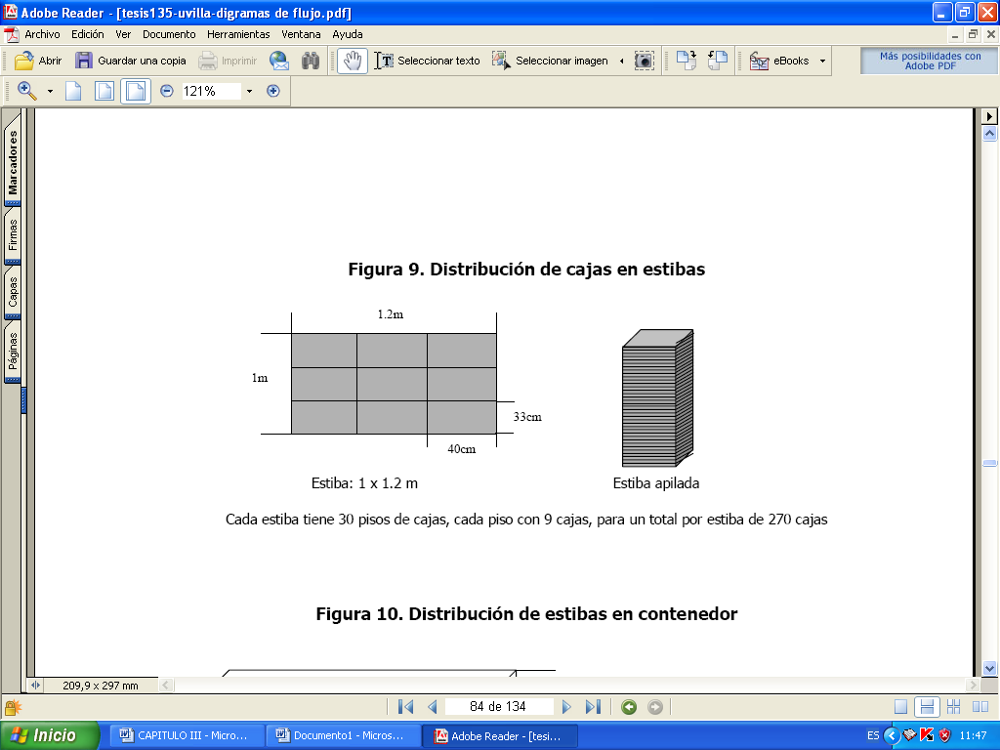 Adobe Reader - [tesis135-uvilla-digramas de flujo.pdf]
Archivo Edición Ver Documento Herramientas Ventana Ayuda
Abrir Guardar una copia Imprimir Seleccionar texto Seleccionar imagen eBooks Más posibilidades con
Adobe PDF
121%
Marcadores
Firmas
Capas
Páginas
Figura 9. Distribución de cajas en estibas
1.2m
1m
33cm
40cm
Estiba: 1 x 1.2 m Estiba apilada
Cada estiba tiene 30 pisos de cajas, cada piso con 9 cajas, para un total por estiba de 270 cajas
Figura 10. Distribución de estibas en contenedor
209,9 x 297 mm
84 de 134
Inicio CAPITULO III - Micro... Documento1 - Micros... Adobe Reader - [tesi... ES 11:47